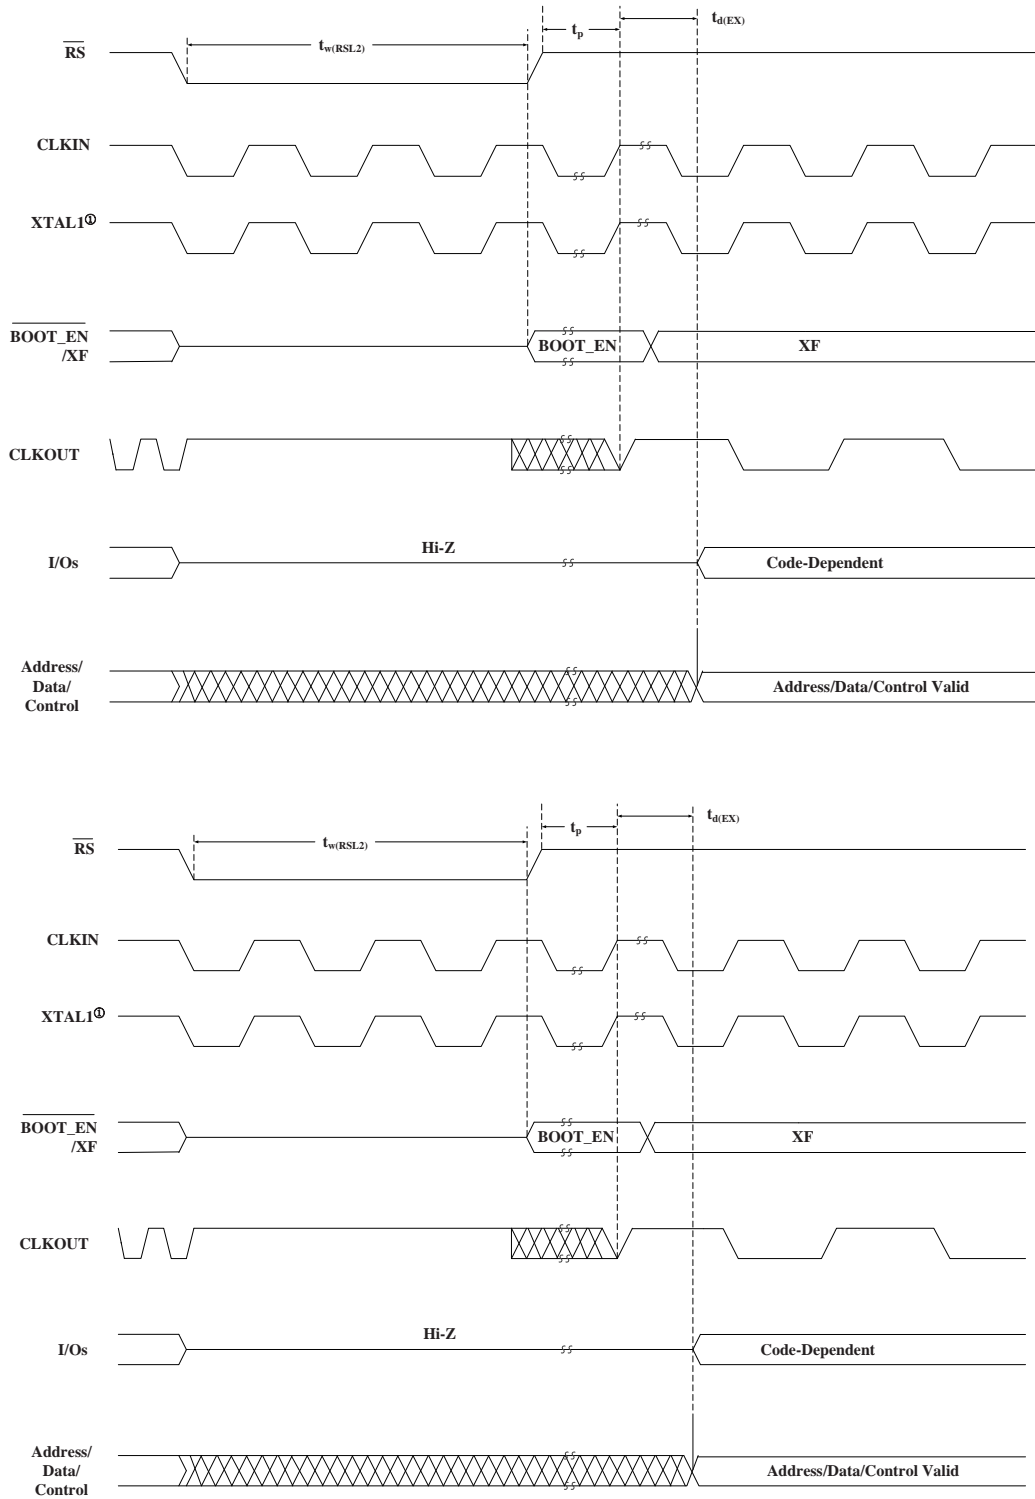 t_d(EX)
t_p
t_w(RSL2)
RS
CLKIN
XTAL1①
BOOT_EN
/XF
BOOT_EN
XF
CLKOUT
Hi-Z
I/Os
Code-Dependent
Address/
Data/
Control
Address/Data/Control Valid
t_d(EX)
t_p
t_w(RSL2)
RS
CLKIN
XTAL1①
BOOT_EN
/XF
BOOT_EN
XF
CLKOUT
Hi-Z
I/Os
Code-Dependent
Address/
Data/
Control
Address/Data/Control Valid